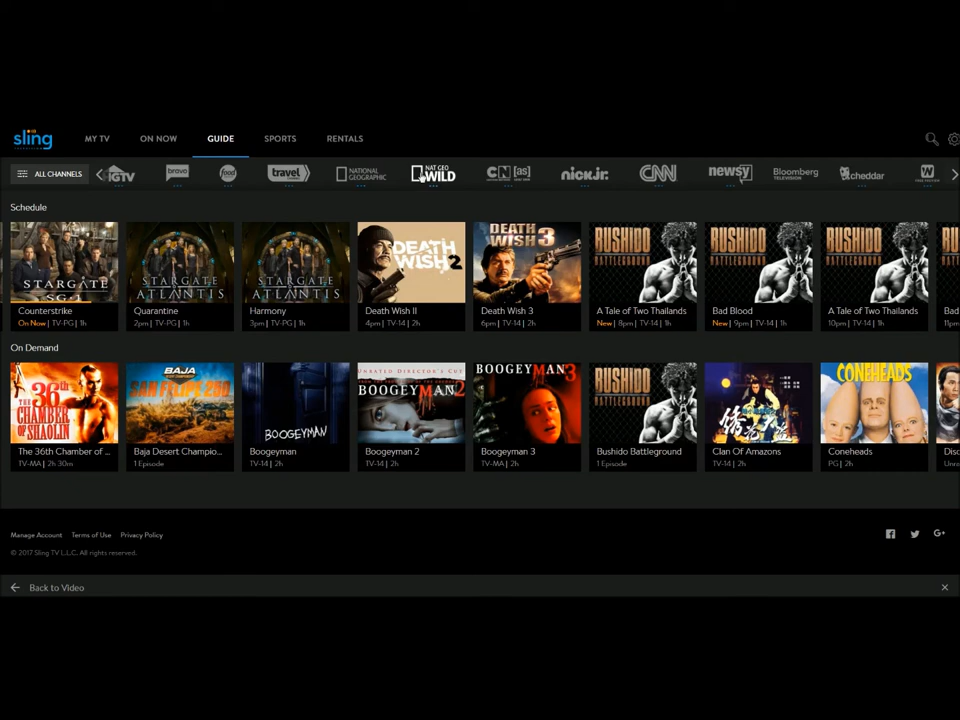 sling
MY TV
ON NOW
GUIDE
SPORTS
RENTALS
ALL CHANNELS
HGTV
bravo
food
travel
NATIONAL GEOGRAPHIC
NAT GEO WILD
CN [as]
nick jr.
CNN
newsy
Bloomberg TELEVISION
cheddar
W
Schedule
STARGATE
SG·1
Counterstrike
On Now | TV-PG | 1h
STARGATE
ATLANTIS
Quarantine
2pm | TV-PG | 1h
STARGATE
ATLANTIS
Harmony
3pm | TV-PG | 1h
DEATH
WISH 2
Death Wish II
4pm | TV-14 | 2h
DEATH
WISH 3
Death Wish 3
6pm | TV-14 | 2h
BUSHIDO
BATTLEGROUND
A Tale of Two Thailands
New | 8pm | TV-14 | 1h
BUSHIDO
BATTLEGROUND
Bad Blood
New | 9pm | TV-14 | 1h
BUSHIDO
BATTLEGROUND
A Tale of Two Thailands
10pm | TV-14 | 1h
Bad
11pm
On Demand
THE 36th
CHAMBER
OF
SHAOLIN
The 36th Chamber of ...
TV-MA | 2h 30m
BAJA
SAN FELIPE 250
Baja Desert Champio...
1 Episode
BOOGEYMAN
Boogeyman
TV-14 | 2h
UNRATED DIRECTOR'S CUT
BOOGEYMAN
2
Boogeyman 2
TV-14 | 2h
BOOGEYMAN 3
Boogeyman 3
TV-MA | 2h
BUSHIDO
BATTLEGROUND
Bushido Battleground
1 Episode
Clan Of Amazons
TV-14 | 2h
CONEHEADS
Coneheads
PG | 2h
Disc
Unra
Manage Account
Terms of Use
Privacy Policy
© 2017 Sling TV L.L.C. All rights reserved.
Back to Video